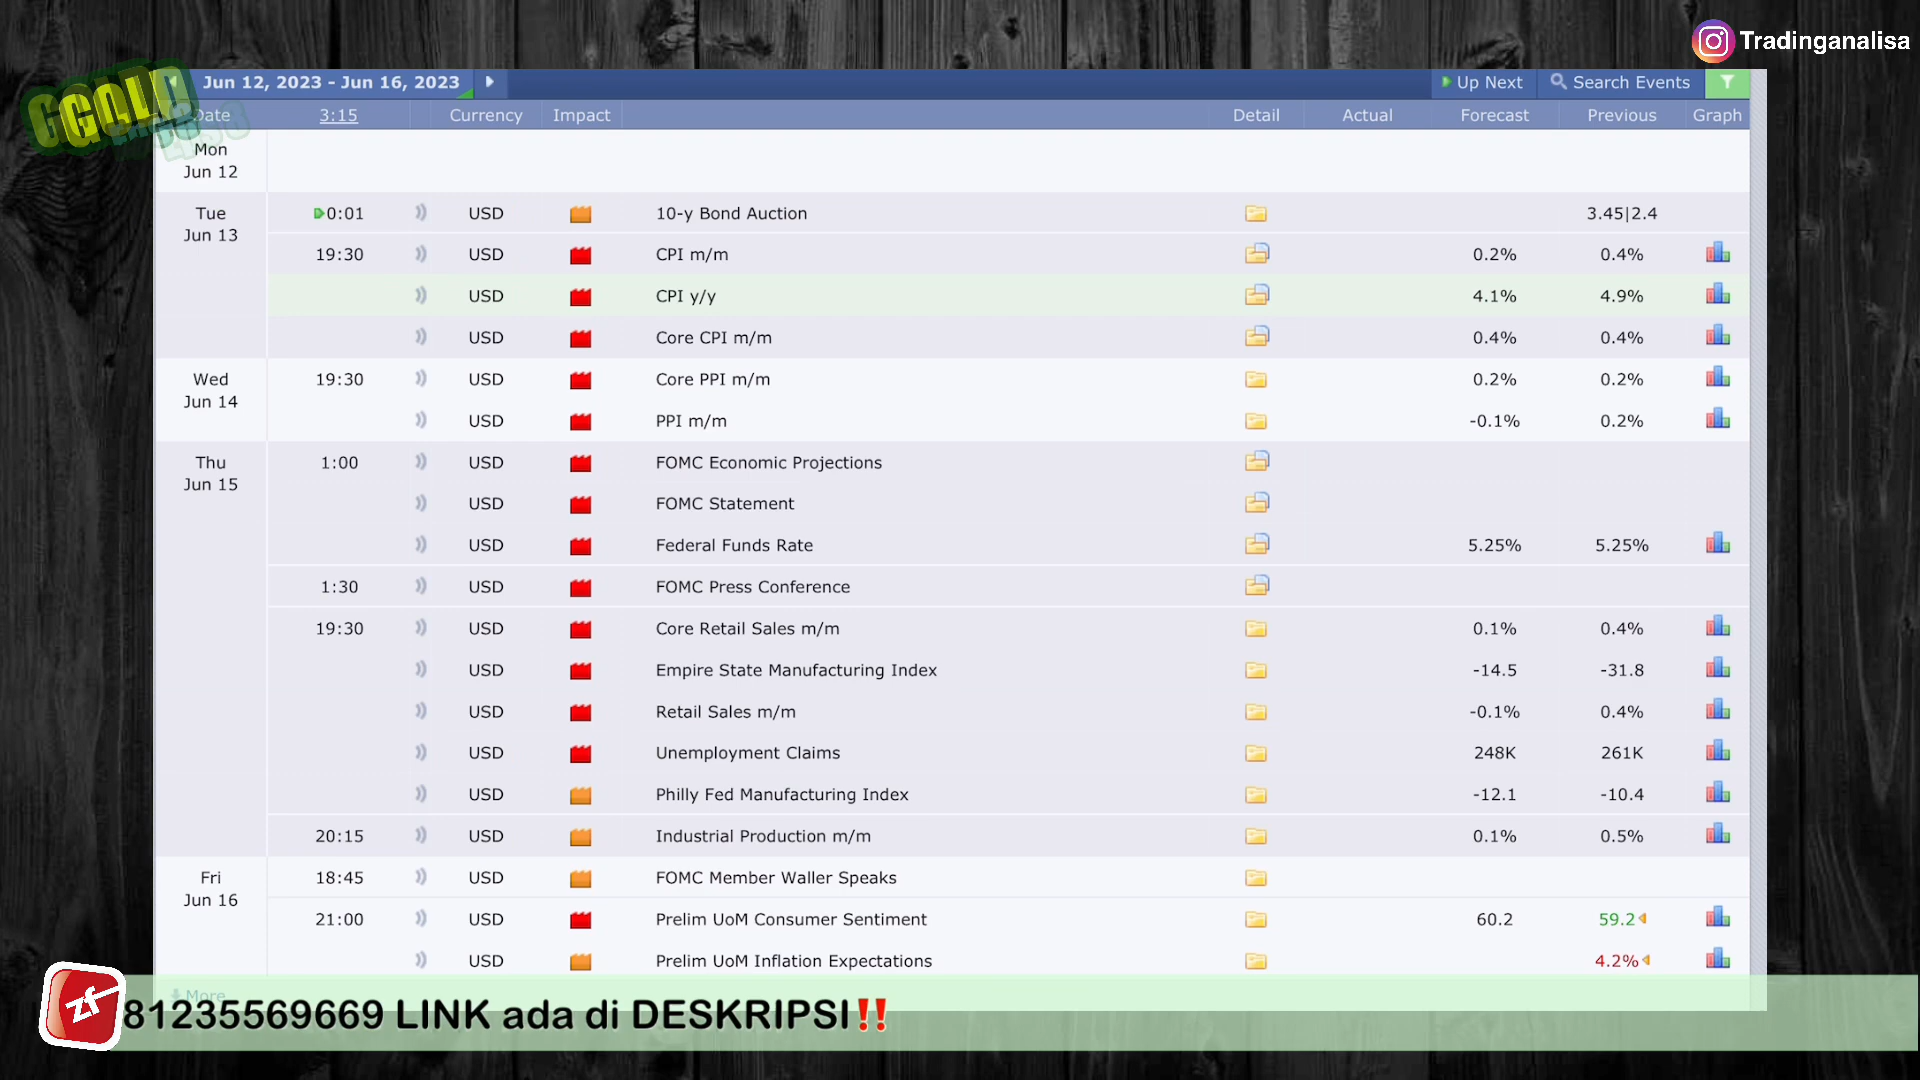 Tradinganalisa
GGOLD
Jun 12, 2023 - Jun 16, 2023 Up Next Search Events
Date 3:15 Currency Impact Detail Actual Forecast Previous Graph
Mon
Jun 12
Tue 0:01 USD 10-y Bond Auction 3.45|2.4
Jun 13
19:30 USD CPI m/m 0.2% 0.4%
USD CPI y/y 4.1% 4.9%
USD Core CPI m/m 0.4% 0.4%
Wed 19:30 USD Core PPI m/m 0.2% 0.2%
Jun 14
USD PPI m/m -0.1% 0.2%
Thu 1:00 USD FOMC Economic Projections
Jun 15
USD FOMC Statement
USD Federal Funds Rate 5.25% 5.25%
1:30 USD FOMC Press Conference
19:30 USD Core Retail Sales m/m 0.1% 0.4%
USD Empire State Manufacturing Index -14.5 -31.8
USD Retail Sales m/m -0.1% 0.4%
USD Unemployment Claims 248K 261K
USD Philly Fed Manufacturing Index -12.1 -10.4
20:15 USD Industrial Production m/m 0.1% 0.5%
Fri 18:45 USD FOMC Member Waller Speaks
Jun 16
21:00 USD Prelim UoM Consumer Sentiment 60.2 59.2
USD Prelim UoM Inflation Expectations 4.2%
More
zf
81235569669 LINK ada di DESKRIPSI‼️